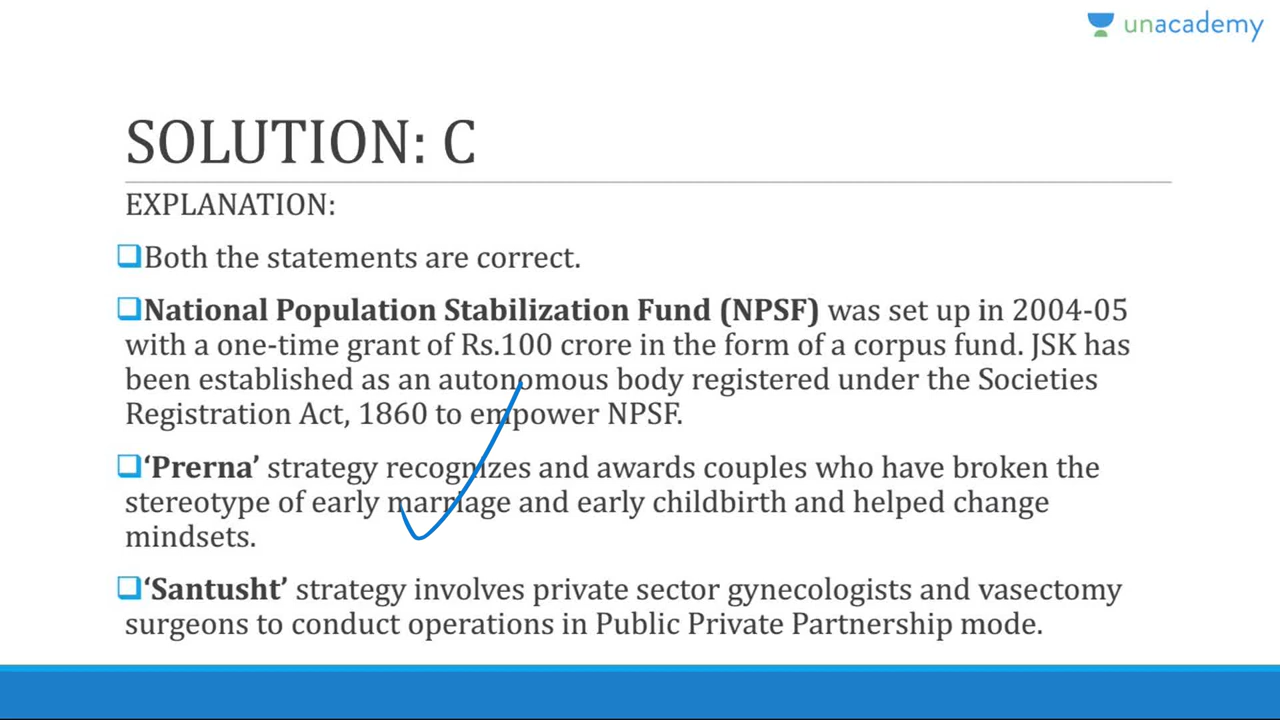 unacademy
SOLUTION: C
EXPLANATION:
Both the statements are correct.
National Population Stabilization Fund (NPSF) was set up in 2004-05
with a one-time grant of Rs.100 crore in the form of a corpus fund. JSK has
been established as an autonomous body registered under the Societies
Registration Act, 1860 to empower NPSF.
‘Prerna’ strategy recognizes and awards couples who have broken the
stereotype of early marriage and early childbirth and helped change
mindsets.
‘Santusht’ strategy involves private sector gynecologists and vasectomy
surgeons to conduct operations in Public Private Partnership mode.